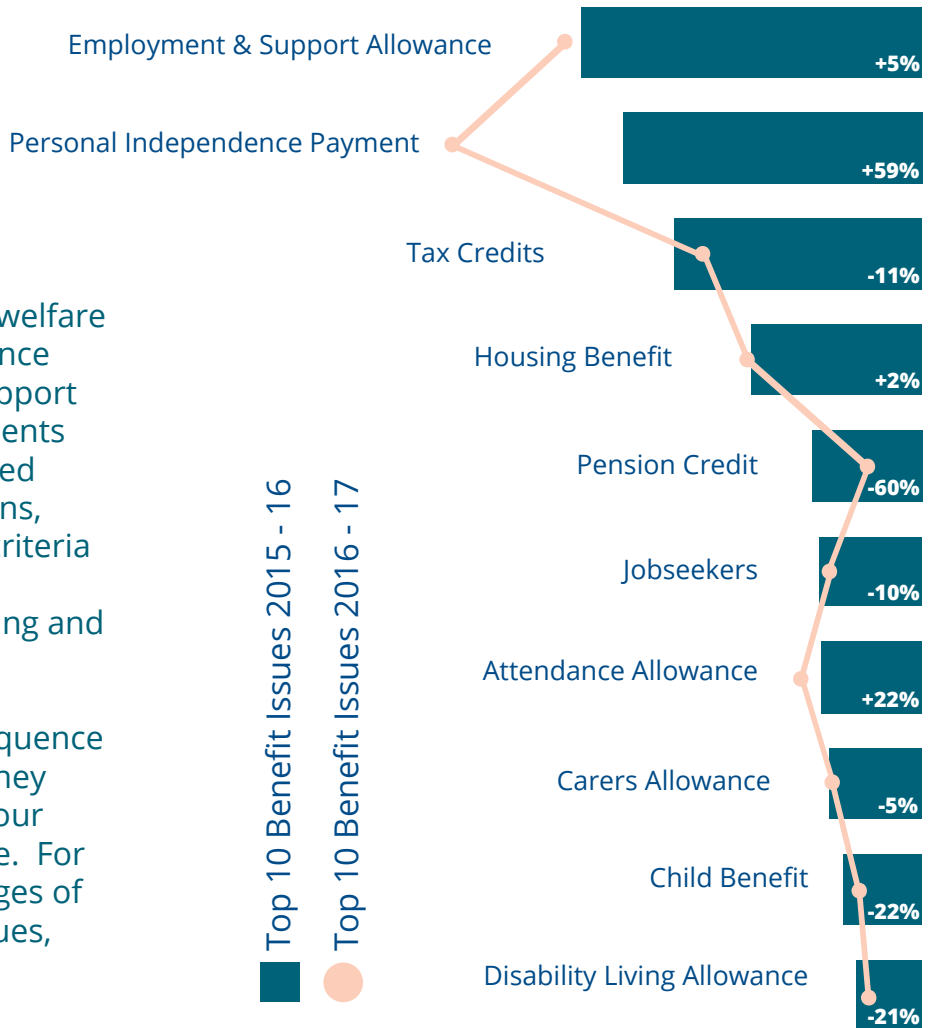 Employment & Support Allowance
+5%
Personal Independence Payment
+59%
Tax Credits
-11%
Housing Benefit
+2%
Pension Credit
-60%
Jobseekers
-10%
Attendance Allowance
+22%
Carers Allowance
-5%
Child Benefit
-22%
Disability Living Allowance
-21%
welfare
nce
pport
ents
ed
ns,
riteria
ng and
quence
hey
our
e. For
ges of
ues,
Top 10 Benefit Issues 2015 - 16
Top 10 Benefit Issues 2016 - 17